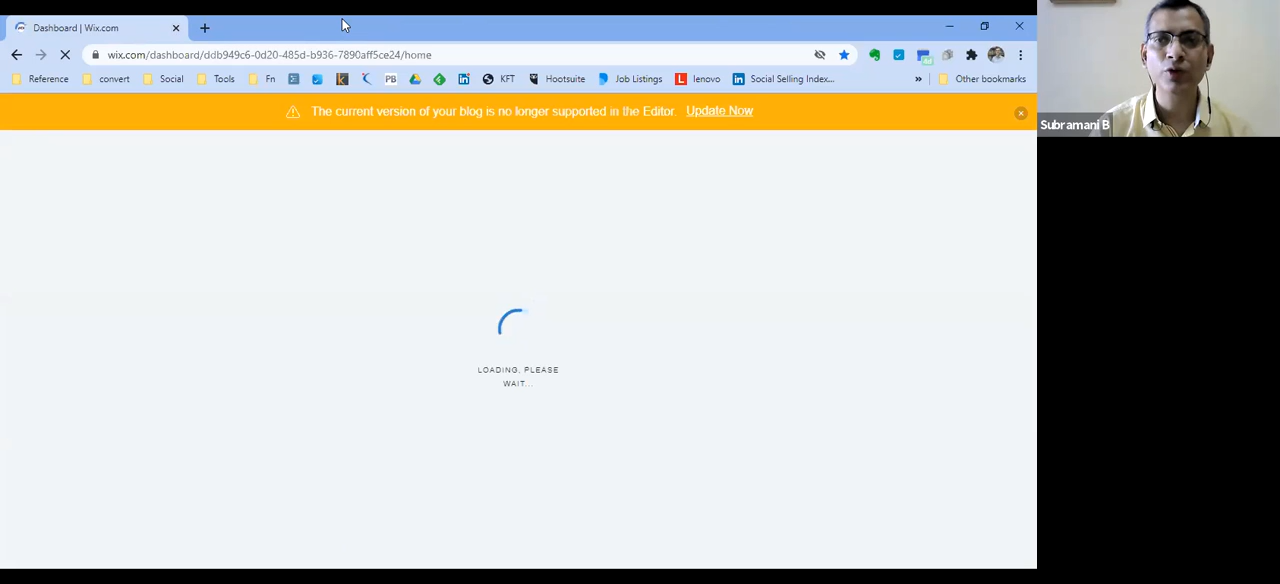 Dashboard | Wix.com
wix.com/dashboard/ddb949c6-0d20-485d-b936-7890aff5ce24/home
Reference convert Social Tools Fn PB KFT Hootsuite Job Listings L lenovo Social Selling Index... » Other bookmarks
The current version of your blog is no longer supported in the Editor. Update Now
Subramani B
LOADING, PLEASE
WAIT...